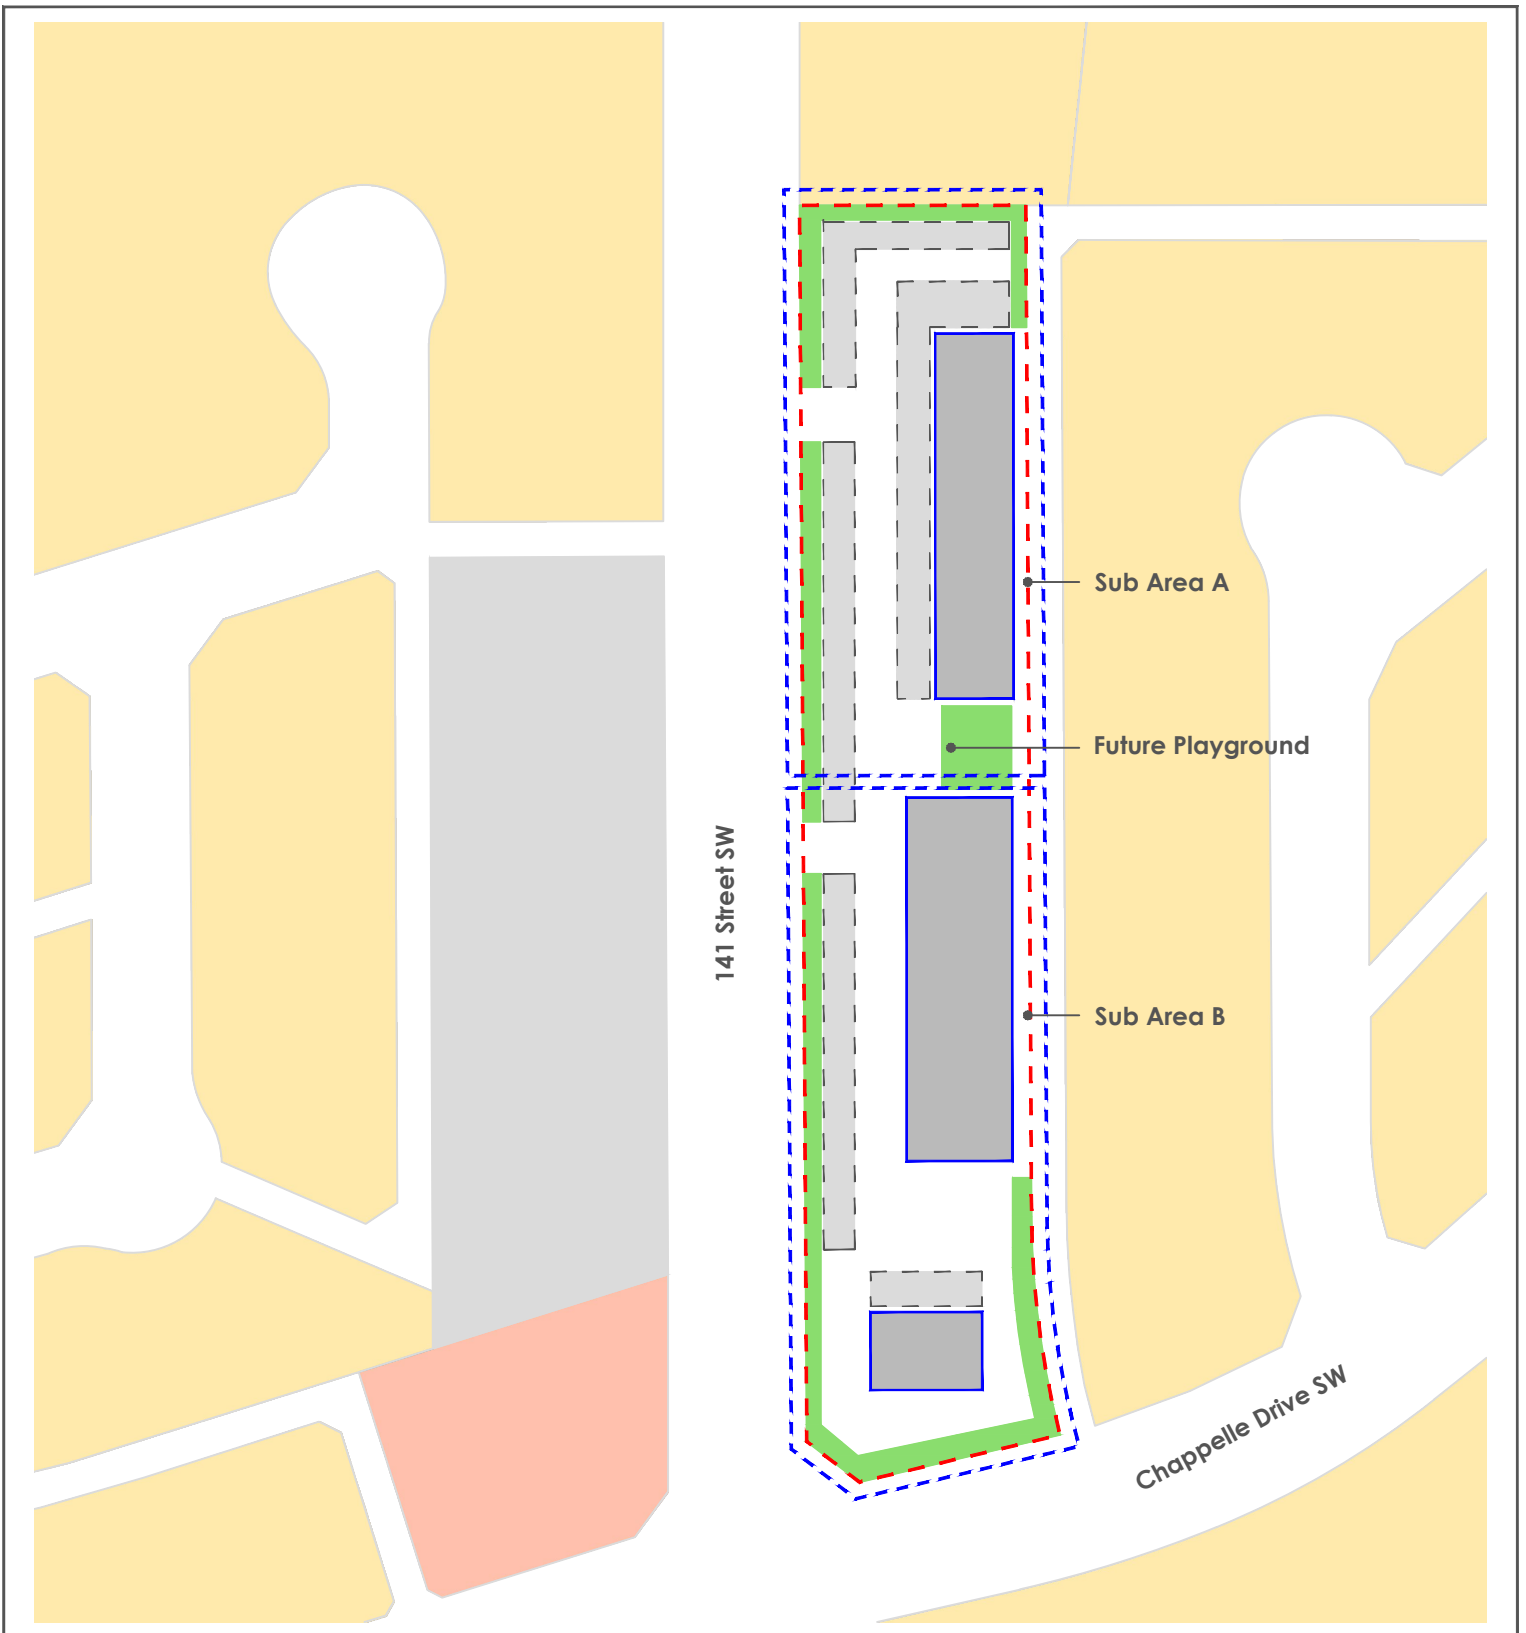 Sub Area A
Future Playground
141 Street SW
Sub Area B
Chappelle Drive SW